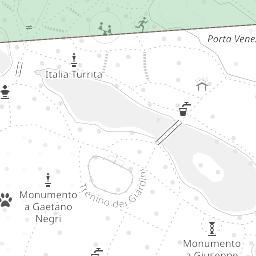 Porta Vene
Italia Turrita
Trenino dei Giardini
Monumento
a Gaetano
Negri
Monumento
a Giuseppe